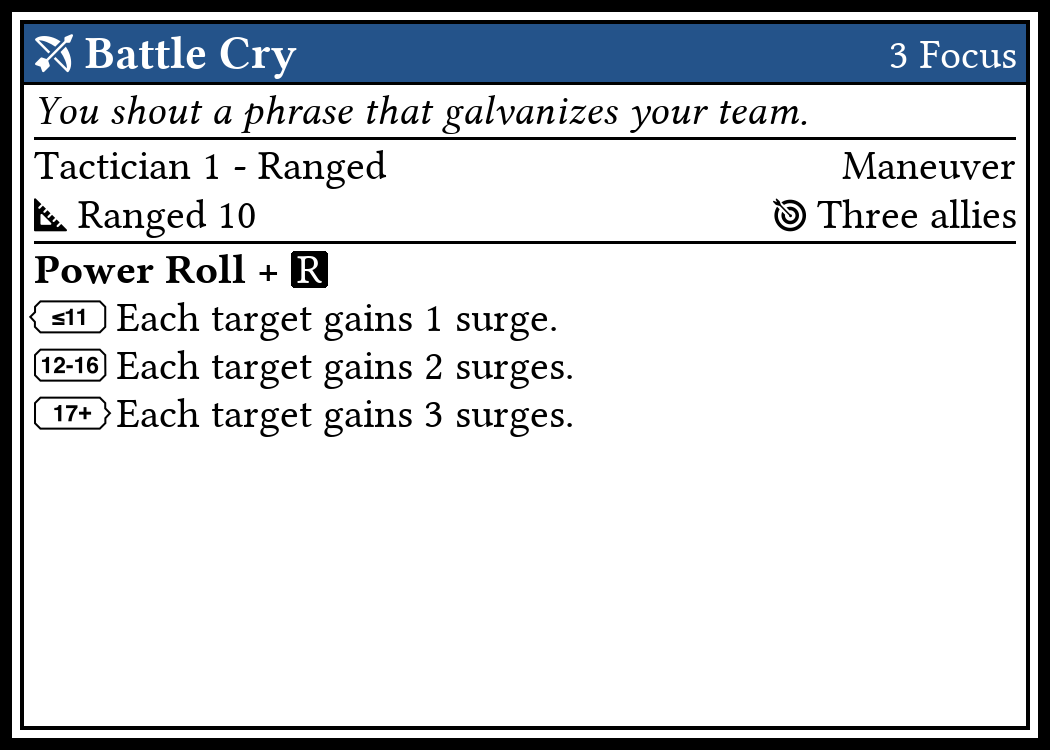 Battle Cry 3 Focus
You shout a phrase that galvanizes your team.
Tactician 1 - Ranged Maneuver
Ranged 10 Three allies
Power Roll + R
≤11 Each target gains 1 surge.
12-16 Each target gains 2 surges.
17+ Each target gains 3 surges.